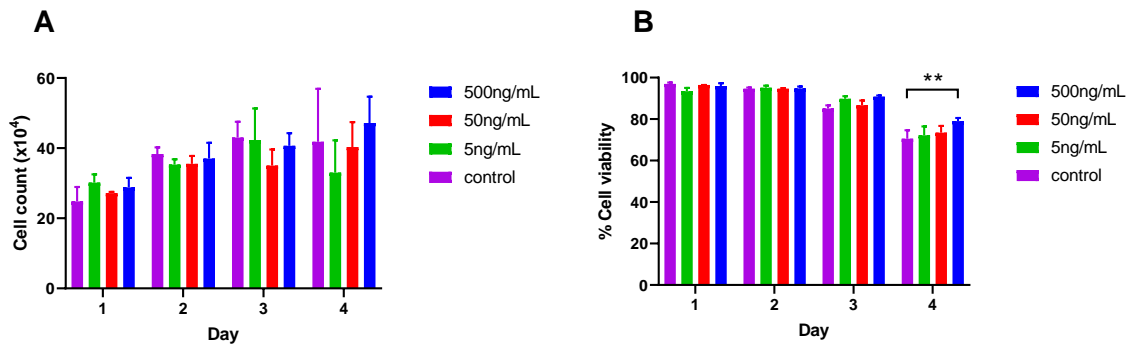 A
Cell count (x10⁴)
60
40
20
0
1 2 3 4
Day
500ng/mL
50ng/mL
5ng/mL
control
B
% Cell viability
100
80
60
40
20
0
**
1 2 3 4
Day
500ng/mL
50ng/mL
5ng/mL
control